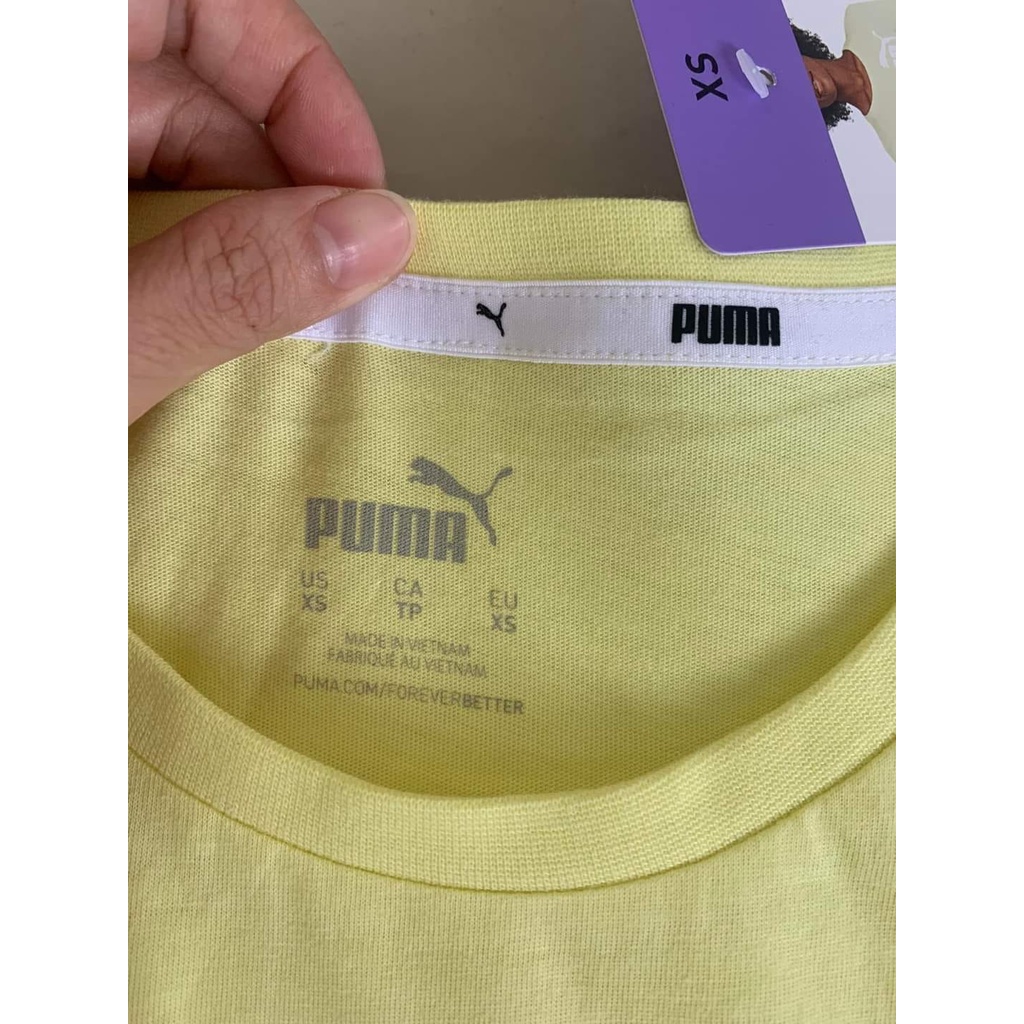 XS
PUMA
PUMA
US CA EU
XS TP XS
MADE IN VIETNAM
FABRIQUE AU VIETNAM
PUMA.COM/FOREVERBETTER